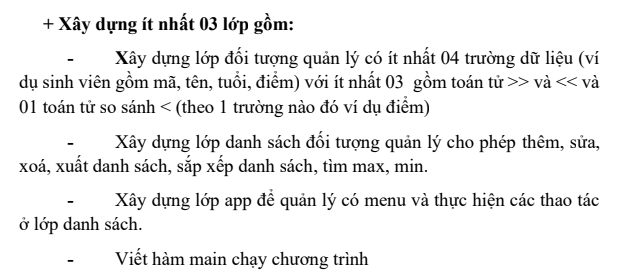 + Xây dựng ít nhất 03 lớp gồm:
- Xây dựng lớp đối tượng quản lý có ít nhất 04 trường dữ liệu (ví
dụ sinh viên gồm mã, tên, tuổi, điểm) với ít nhất 03 gồm toán tử >> và << và
01 toán tử so sánh < (theo 1 trường nào đó ví dụ điểm)
- Xây dựng lớp danh sách đối tượng quản lý cho phép thêm, sửa,
xoá, xuất danh sách, sắp xếp danh sách, tìm max, min.
- Xây dựng lớp app để quản lý có menu và thực hiện các thao tác
ở lớp danh sách.
- Viết hàm main chạy chương trình